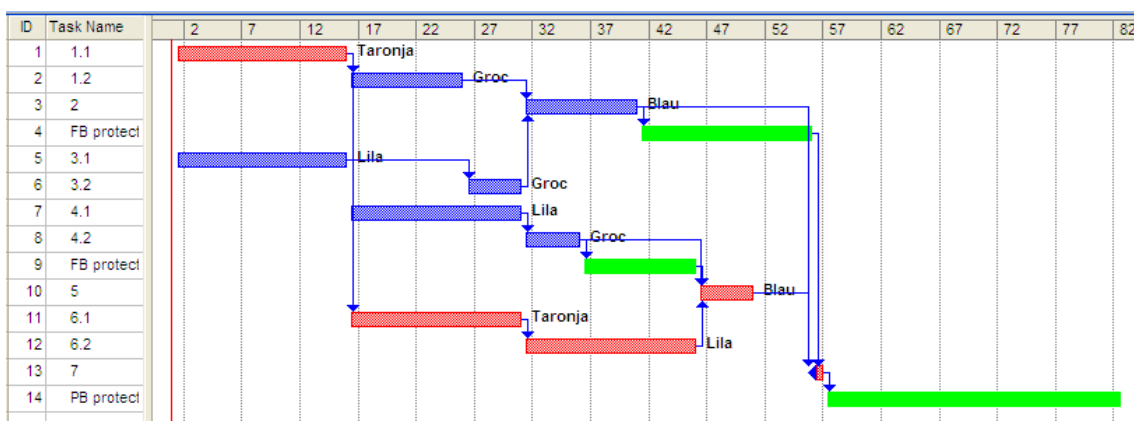 ID Task Name 2 7 12 17 22 27 32 37 42 47 52 57 62 67 72 77 82
1 1.1 Taronja
2 1.2 Groc
3 2 Blau
4 FB protect
5 3.1 Lila
6 3.2 Groc
7 4.1 Lila
8 4.2 Groc
9 FB protect
10 5 Blau
11 6.1 Taronja
12 6.2 Lila
13 7
14 PB protect